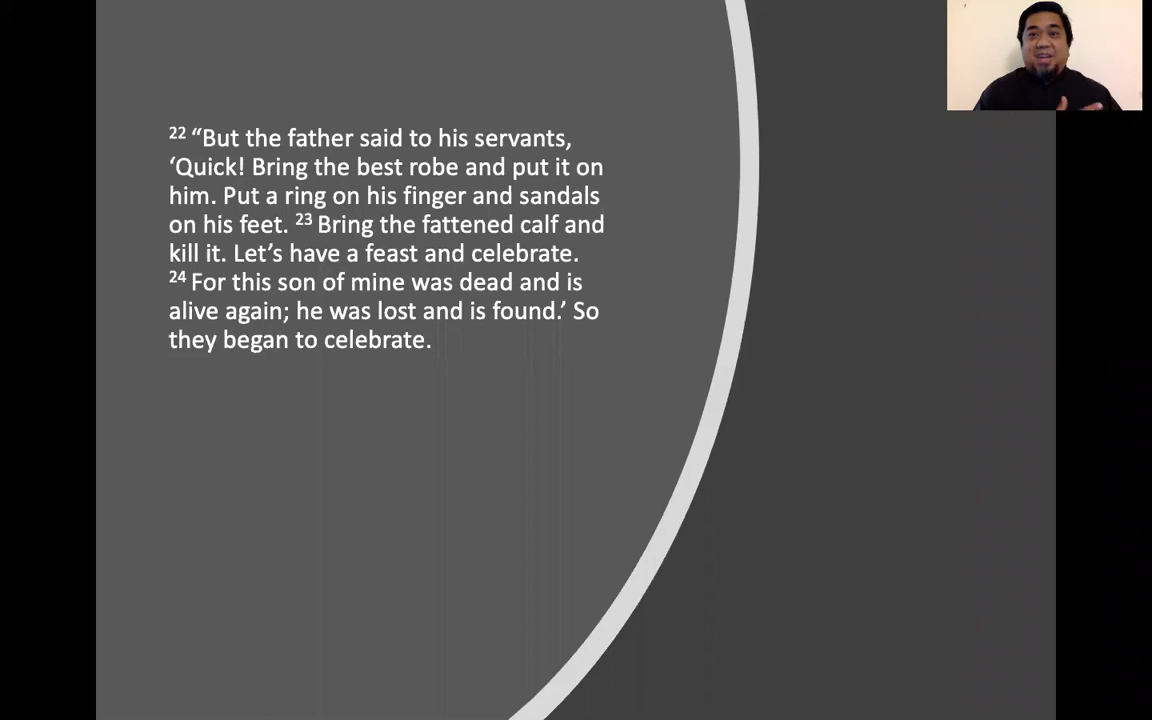 22 “But the father said to his servants,
‘Quick! Bring the best robe and put it on
him. Put a ring on his finger and sandals
on his feet. 23 Bring the fattened calf and
kill it. Let’s have a feast and celebrate.
24 For this son of mine was dead and is
alive again; he was lost and is found.’ So
they began to celebrate.